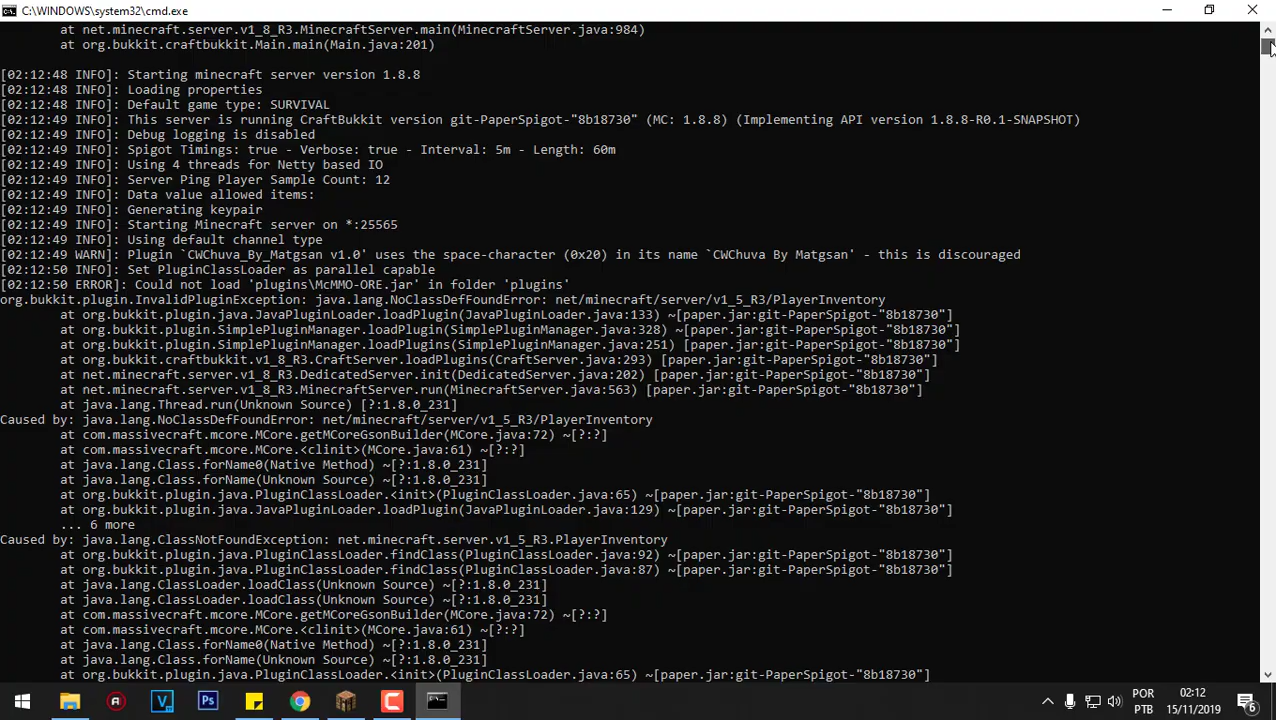 C:\WINDOWS\system32\cmd.exe
at net.minecraft.server.v1_8_R3.MinecraftServer.main(MinecraftServer.java:984)
at org.bukkit.craftbukkit.Main.main(Main.java:201)
[02:12:48 INFO]: Starting minecraft server version 1.8.8
[02:12:48 INFO]: Loading properties
[02:12:48 INFO]: Default game type: SURVIVAL
[02:12:48 INFO]: This server is running CraftBukkit version git-PaperSpigot-"8b18730" (MC: 1.8.8) (Implementing API version 1.8.8-R0.1-SNAPSHOT)
[02:12:49 INFO]: Debug logging is disabled
[02:12:49 INFO]: Spigot Timings: true - Verbose: true - Interval: 5m - Length: 60m
[02:12:49 INFO]: Using 4 threads for Netty based IO
[02:12:49 INFO]: Server Ping Player Sample Count: 12
[02:12:49 INFO]: Data value allowed items:
[02:12:49 INFO]: Generating keypair
[02:12:49 INFO]: Starting Minecraft server on *:25565
[02:12:49 INFO]: Using default channel type
[02:12:49 WARN]: Plugin `CWChuva_By_Matgsan v1.0' uses the space-character (0x20) in its name `CWChuva By Matgsan' - this is discouraged
[02:12:50 INFO]: Set PluginClassLoader as parallel capable
[02:12:50 ERROR]: Could not load 'plugins\McMMO-ORE.jar' in folder 'plugins'
org.bukkit.plugin.InvalidPluginException: java.lang.NoClassDefFoundError: net/minecraft/server/v1_5_R3/PlayerInventory
at org.bukkit.plugin.java.JavaPluginLoader.loadPlugin(JavaPluginLoader.java:133) ~[paper.jar:git-PaperSpigot-"8b18730"]
at org.bukkit.plugin.SimplePluginManager.loadPlugin(SimplePluginManager.java:328) ~[paper.jar:git-PaperSpigot-"8b18730"]
at org.bukkit.plugin.SimplePluginManager.loadPlugins(SimplePluginManager.java:251) ~[paper.jar:git-PaperSpigot-"8b18730"]
at org.bukkit.craftbukkit.v1_8_R3.CraftServer.loadPlugins(CraftServer.java:293) [paper.jar:git-PaperSpigot-"8b18730"]
at net.minecraft.server.v1_8_R3.DedicatedServer.init(DedicatedServer.java:202) [paper.jar:git-PaperSpigot-"8b18730"]
at net.minecraft.server.v1_8_R3.MinecraftServer.run(MinecraftServer.java:563) [paper.jar:git-PaperSpigot-"8b18730"]
at java.lang.Thread.run(Unknown Source) [?:1.8.0_231]
Caused by: java.lang.NoClassDefFoundError: net/minecraft/server/v1_5_R3/PlayerInventory
at com.massivecraft.mcore.MCore.getMCoreGsonBuilder(MCore.java:72) ~[?:?]
at com.massivecraft.mcore.MCore.<clinit>(MCore.java:61) ~[?:?]
at java.lang.Class.forName0(Native Method) ~[?:1.8.0_231]
at java.lang.Class.forName(Unknown Source) ~[?:1.8.0_231]
at org.bukkit.plugin.java.PluginClassLoader.<init>(PluginClassLoader.java:65) ~[paper.jar:git-PaperSpigot-"8b18730"]
at org.bukkit.plugin.java.JavaPluginLoader.loadPlugin(JavaPluginLoader.java:129) ~[paper.jar:git-PaperSpigot-"8b18730"]
... 6 more
Caused by: java.lang.ClassNotFoundException: net.minecraft.server.v1_5_R3.PlayerInventory
at org.bukkit.plugin.java.PluginClassLoader.findClass(PluginClassLoader.java:92) ~[paper.jar:git-PaperSpigot-"8b18730"]
at org.bukkit.plugin.java.PluginClassLoader.findClass(PluginClassLoader.java:87) ~[paper.jar:git-PaperSpigot-"8b18730"]
at java.lang.ClassLoader.loadClass(Unknown Source) ~[?:1.8.0_231]
at java.lang.ClassLoader.loadClass(Unknown Source) ~[?:1.8.0_231]
at com.massivecraft.mcore.MCore.getMCoreGsonBuilder(MCore.java:72) ~[?:?]
at com.massivecraft.mcore.MCore.<clinit>(MCore.java:61) ~[?:?]
at java.lang.Class.forName0(Native Method) ~[?:1.8.0_231]
at java.lang.Class.forName(Unknown Source) ~[?:1.8.0_231]
at org.bukkit.plugin.java.PluginClassLoader.<init>(PluginClassLoader.java:65) ~[paper.jar:git-PaperSpigot-"8b18730"]
Ps
POR
PTB
02:12
15/11/2019
6